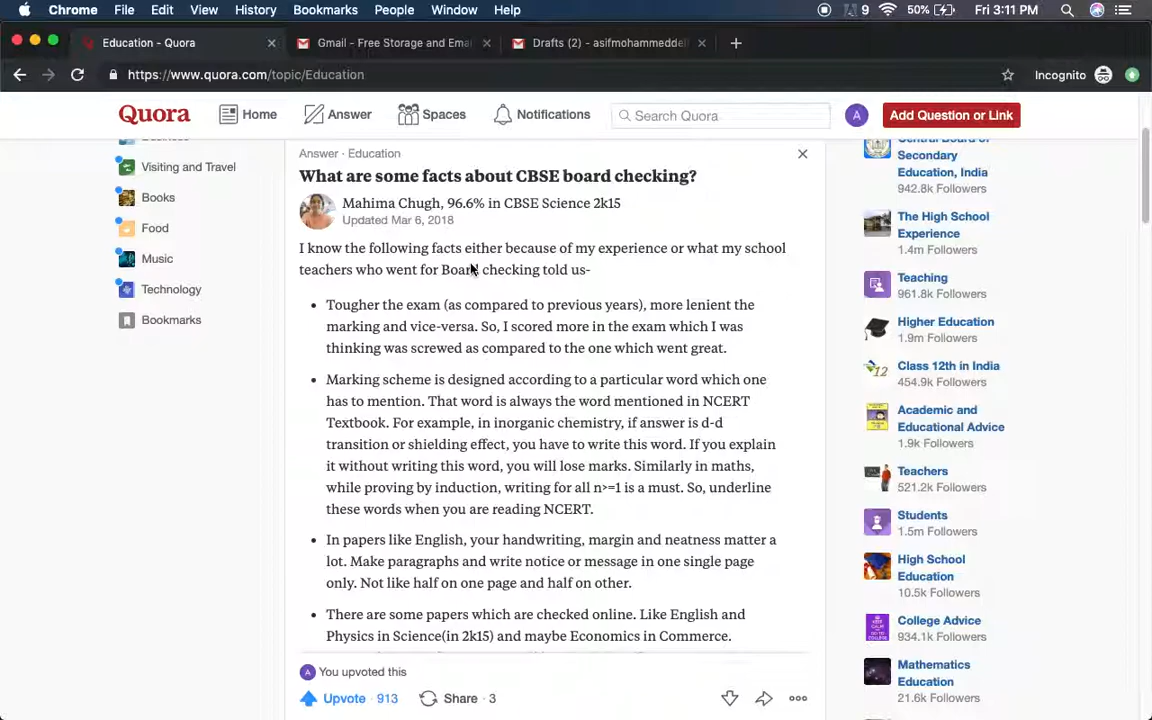 Chrome File Edit View History Bookmarks People Window Help 9 50% Fri 3:11 PM
Education - Quora Gmail - Free Storage and Emai Drafts (2) - asifmohammeddel
https://www.quora.com/topic/Education Incognito
Quora Home Answer Spaces Notifications Search Quora A Add Question or Link
Visiting and Travel
Books
Food
Music
Technology
Bookmarks
Answer · Education
What are some facts about CBSE board checking?
Mahima Chugh, 96.6% in CBSE Science 2k15
Updated Mar 6, 2018
I know the following facts either because of my experience or what my school
teachers who went for Board checking told us-
• Tougher the exam (as compared to previous years), more lenient the
marking and vice-versa. So, I scored more in the exam which I was
thinking was screwed as compared to the one which went great.
• Marking scheme is designed according to a particular word which one
has to mention. That word is always the word mentioned in NCERT
Textbook. For example, in inorganic chemistry, if answer is d-d
transition or shielding effect, you have to write this word. If you explain
it without writing this word, you will lose marks. Similarly in maths,
while proving by induction, writing for all n>=1 is a must. So, underline
these words when you are reading NCERT.
• In papers like English, your handwriting, margin and neatness matter a
lot. Make paragraphs and write notice or message in one single page
only. Not like half on one page and half on other.
• There are some papers which are checked online. Like English and
Physics in Science(in 2k15) and maybe Economics in Commerce.
A You upvoted this
Upvote · 913 Share · 3
Central Board of
Secondary
Education, India
942.8k Followers
The High School
Experience
1.4m Followers
Teaching
961.8k Followers
Higher Education
1.9m Followers
12
Class 12th in India
454.9k Followers
Academic and
Educational Advice
1.9k Followers
Teachers
521.2k Followers
Students
1.5m Followers
High School
Education
10.5k Followers
College Advice
934.1k Followers
Mathematics
Education
21.6k Followers